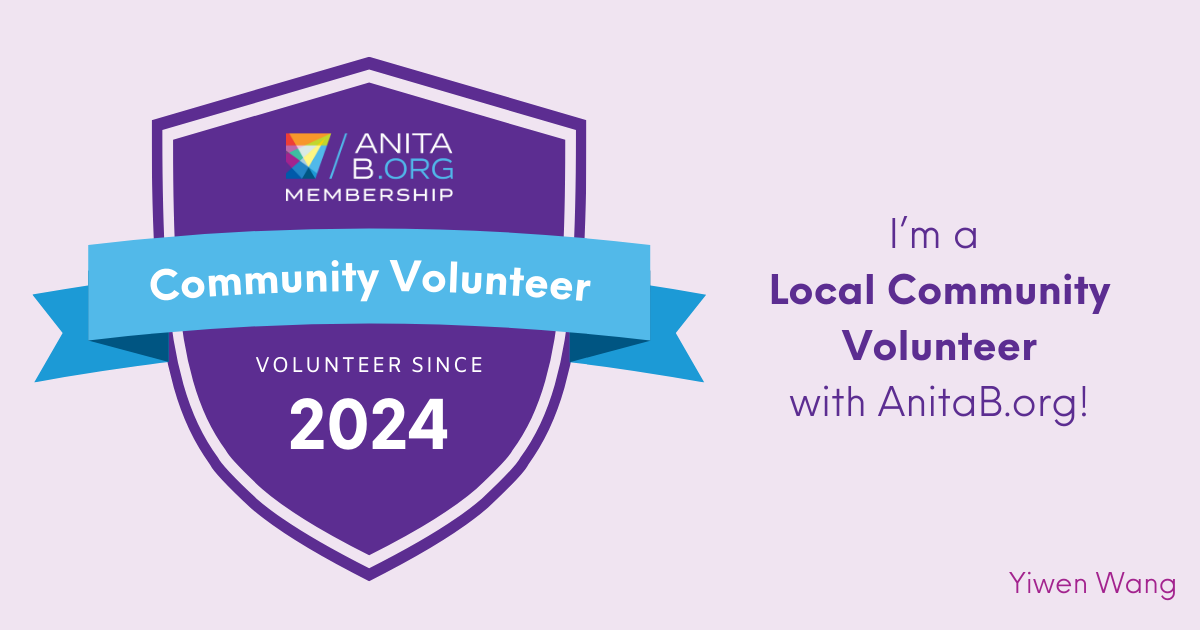 ANITA
B.ORG
MEMBERSHIP
Community Volunteer
VOLUNTEER SINCE
2024
I'm a
Local Community
Volunteer
with AnitaB.org!
Yiwen Wang